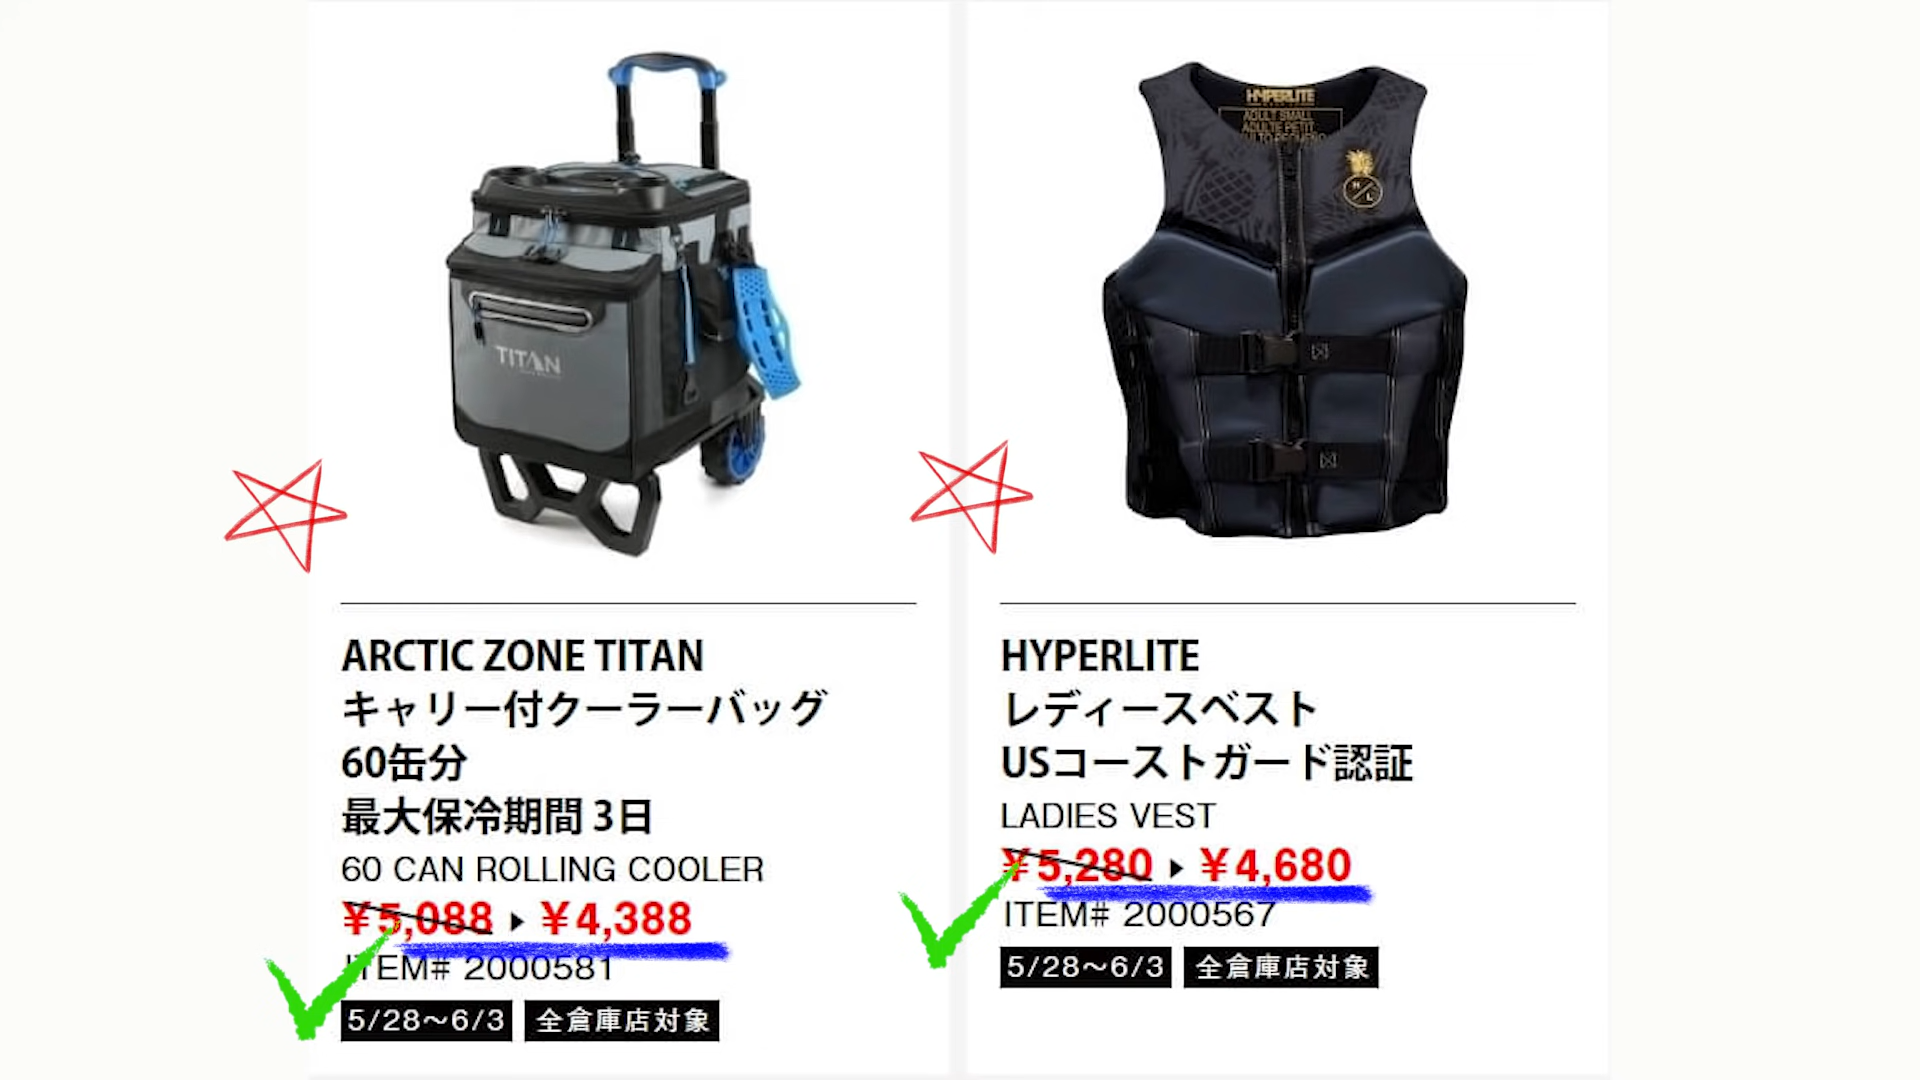 TITAN
ARCTIC ZONE TITAN
キャリー付クーラーバッグ
60缶分
最大保冷期間 3日
60 CAN ROLLING COOLER
¥5,088 ▶ ¥4,388
ITEM# 2000581
5/28～6/3 全倉庫店対象
HYPERLITE
ADULT SMALL
ADULTE PETIT
H L
HYPERLITE
レディースベスト
USコーストガード認証
LADIES VEST
¥5,280 ▶ ¥4,680
ITEM# 2000567
5/28～6/3 全倉庫店対象